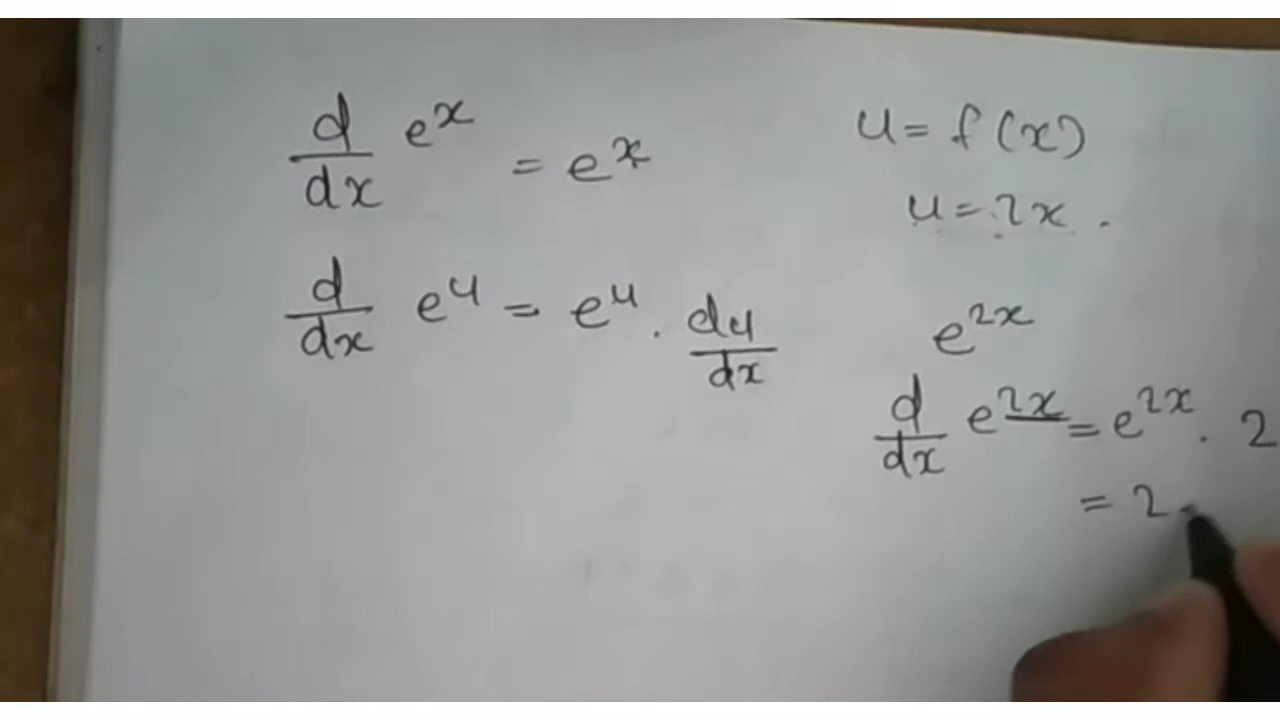 d/dx e^x = e^x
d/dx e^u = e^u . du/dx
u = f(x)
u = 2x .
e^2x
d/dx e^2x = e^2x . 2
= 2